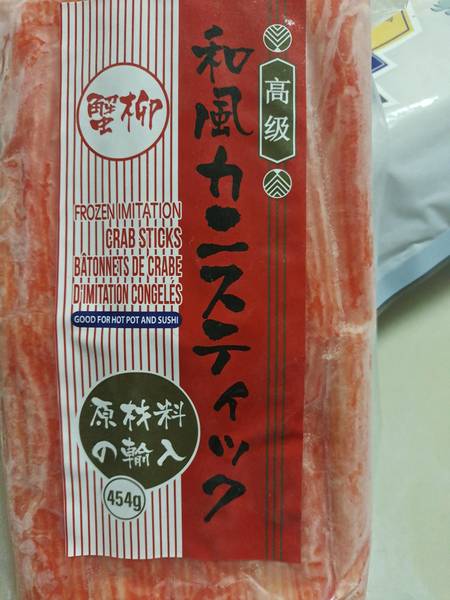 高级
和風カニスティック
蟹柳
FROZEN IMITATION
CRAB STICKS
BÂTONNETS DE CRABE
D'IMITATION CONGELÉS
GOOD FOR HOT POT AND SUSHI
原材料
の輸入
454g